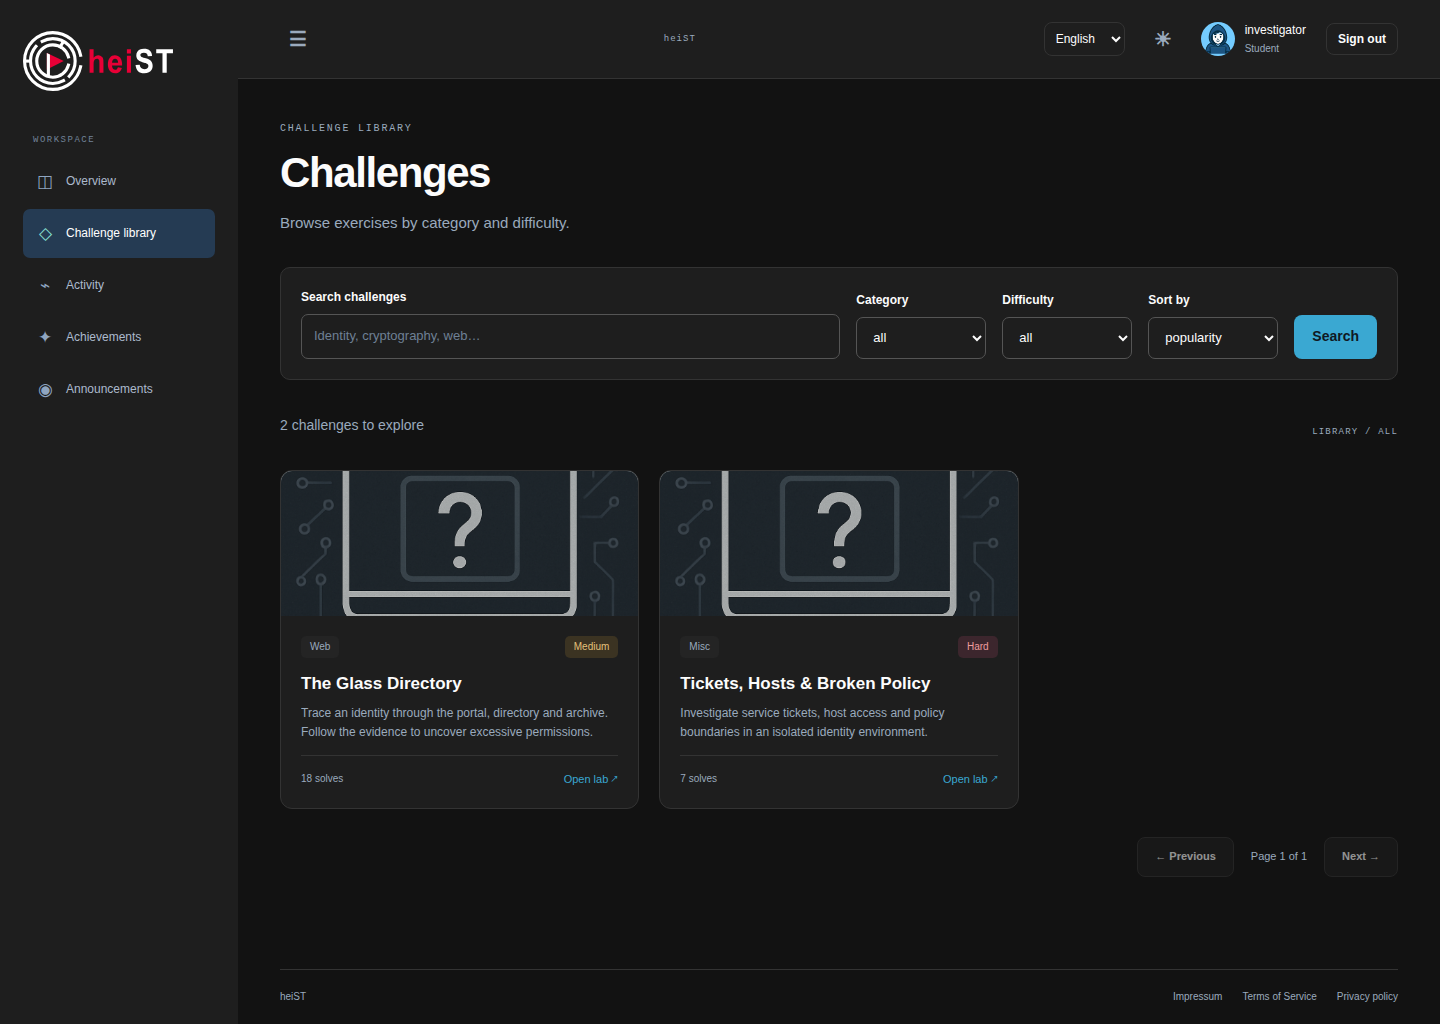 heiST
WORKSPACE
Overview
Challenge library
Activity
Achievements
Announcements
heiST
English
investigator
Student
Sign out
CHALLENGE LIBRARY
Challenges
Browse exercises by category and difficulty.
Search challenges
Identity, cryptography, web…
Category
all
Difficulty
all
Sort by
popularity
Search
2 challenges to explore
LIBRARY / ALL
?
Web
Medium
The Glass Directory
Trace an identity through the portal, directory and archive.
Follow the evidence to uncover excessive permissions.
18 solves
Open lab ↗
?
Misc
Hard
Tickets, Hosts & Broken Policy
Investigate service tickets, host access and policy
boundaries in an isolated identity environment.
7 solves
Open lab ↗
← Previous
Page 1 of 1
Next →
heiST
Impressum
Terms of Service
Privacy policy